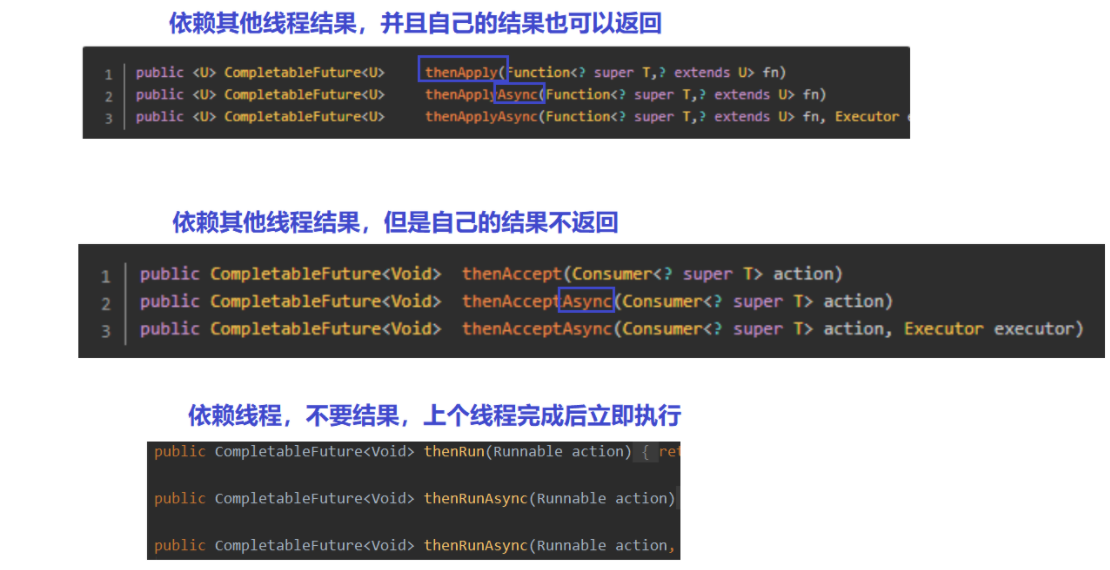 依赖其他线程结果，并且自己的结果也可以返回
1 public <U> CompletableFuture<U> thenApply(Function<? super T,? extends U> fn)
2 public <U> CompletableFuture<U> thenApplyAsync(Function<? super T,? extends U> fn)
3 public <U> CompletableFuture<U> thenApplyAsync(Function<? super T,? extends U> fn, Executor
依赖其他线程结果，但是自己的结果不返回
1 public CompletableFuture<Void> thenAccept(Consumer<? super T> action)
2 public CompletableFuture<Void> thenAcceptAsync(Consumer<? super T> action)
3 public CompletableFuture<Void> thenAcceptAsync(Consumer<? super T> action, Executor executor)
依赖线程，不要结果，上个线程完成后立即执行
public CompletableFuture<Void> thenRun(Runnable action) { ret
public CompletableFuture<Void> thenRunAsync(Runnable action)
public CompletableFuture<Void> thenRunAsync(Runnable action,